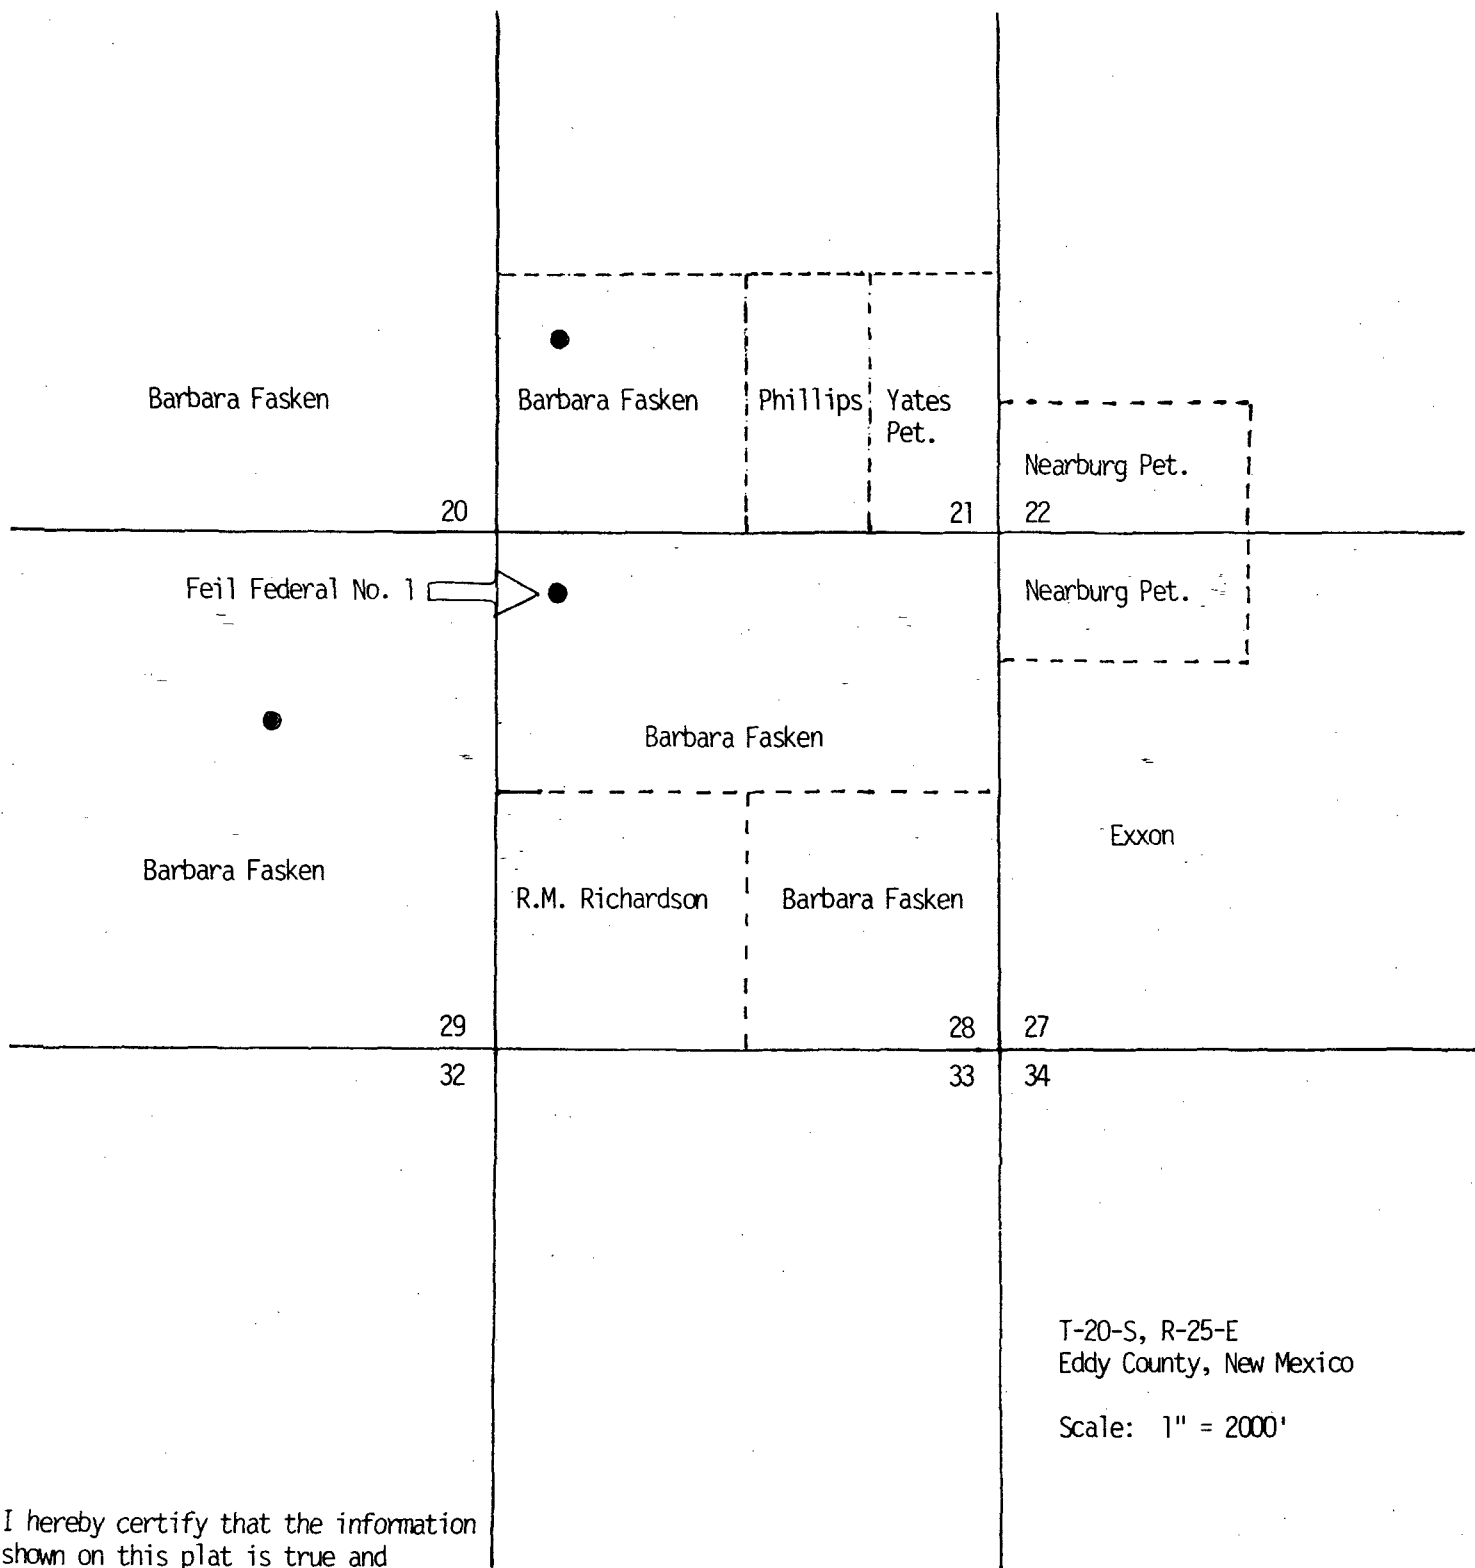 Barbara Fasken
Barbara Fasken
Phillips
Yates
Pet.
Nearburg Pet.
20
21
22
Feil Federal No. 1
Nearburg Pet.
Barbara Fasken
Exxon
Barbara Fasken
R.M. Richardson
Barbara Fasken
29
28
27
32
33
34
T-20-S, R-25-E
Eddy County, New Mexico
Scale: 1" = 2000'
I hereby certify that the information
shown on this plat is true and